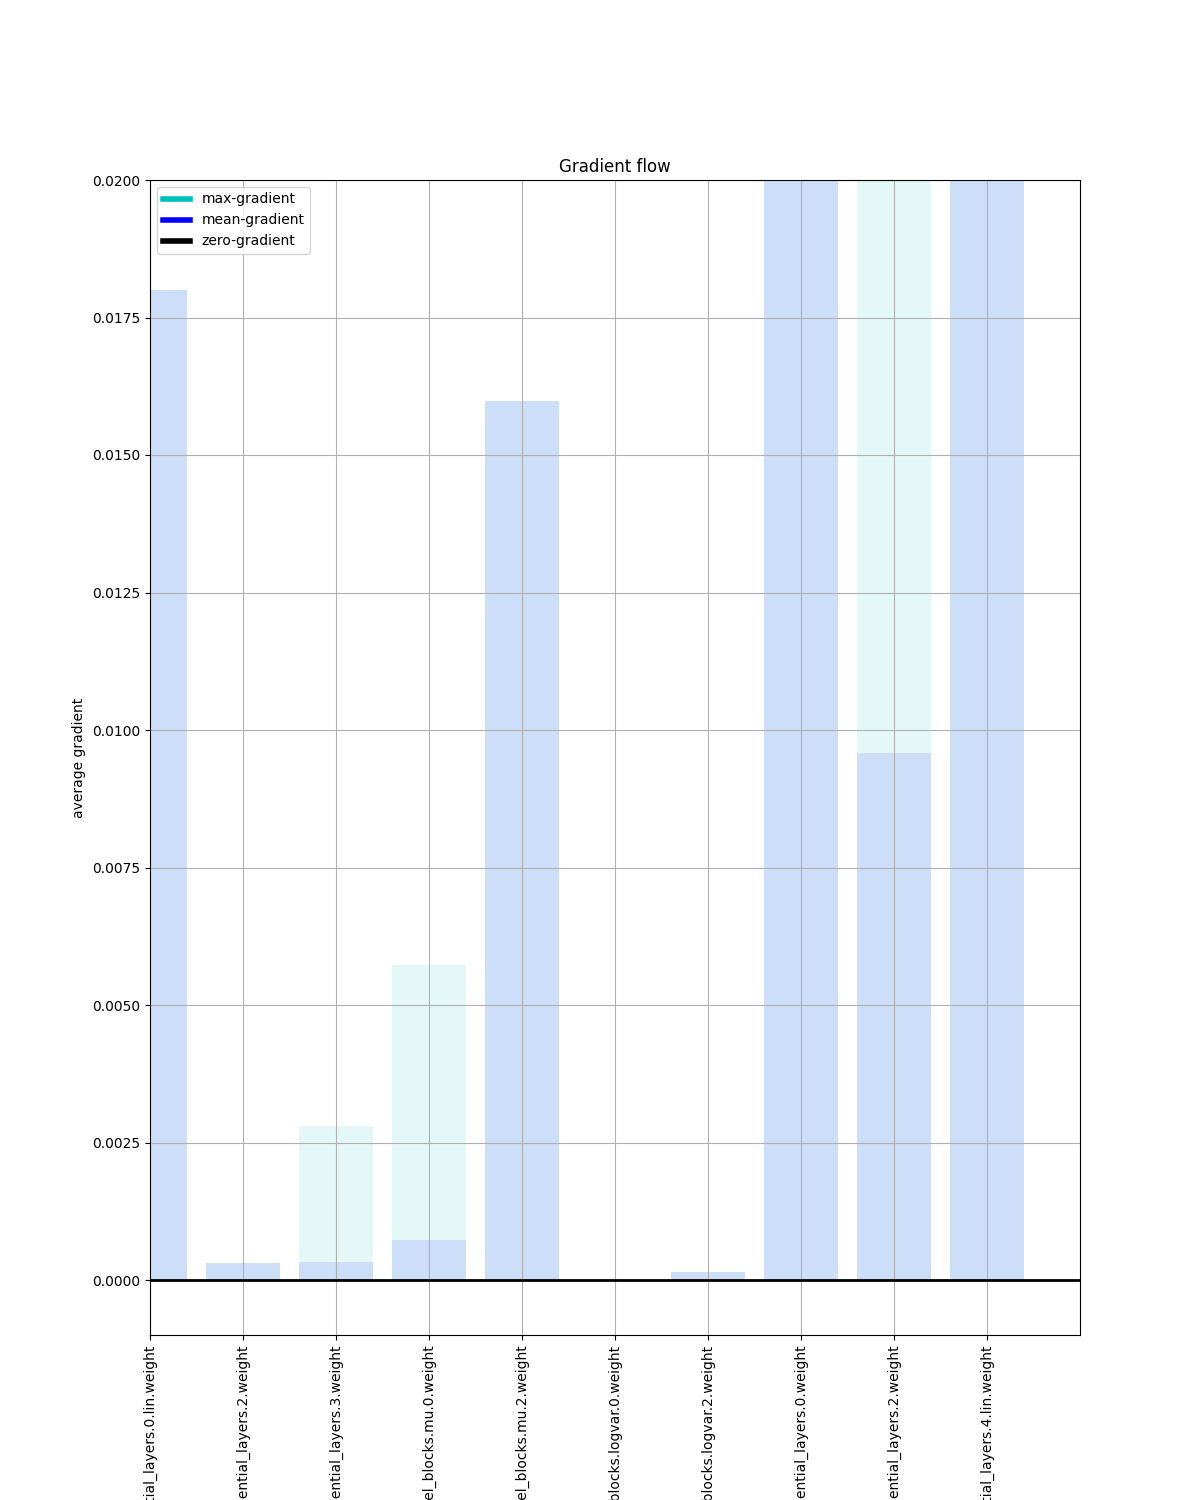 Gradient flow
max-gradient
mean-gradient
zero-gradient
0.0200
0.0175
0.0150
0.0125
0.0100
0.0075
0.0050
0.0025
0.0000
average gradient
tial_layers.0.lin.weight
ential_layers.2.weight
ential_layers.3.weight
el_blocks.mu.0.weight
el_blocks.mu.2.weight
blocks.logvar.0.weight
blocks.logvar.2.weight
ential_layers.0.weight
ential_layers.2.weight
tial_layers.4.lin.weight